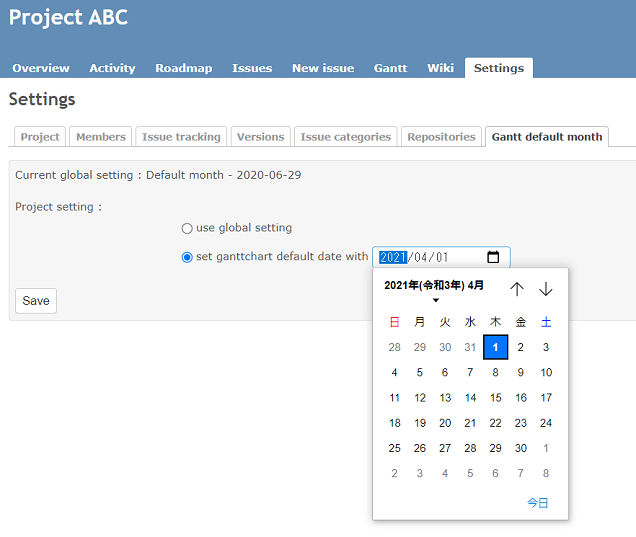 Project ABC
Overview Activity Roadmap Issues New issue Gantt Wiki Settings
Settings
Project Members Issue tracking Versions Issue categories Repositories Gantt default month
Current global setting : Default month - 2020-06-29
Project setting :
use global setting
set ganttchart default date with 2021/04/01
2021年(令和3年) 4月
日 月 火 水 木 金 土
28 29 30 31 1 2 3
4 5 6 7 8 9 10
11 12 13 14 15 16 17
18 19 20 21 22 23 24
25 26 27 28 29 30 1
2 3 4 5 6 7 8
今日
Save